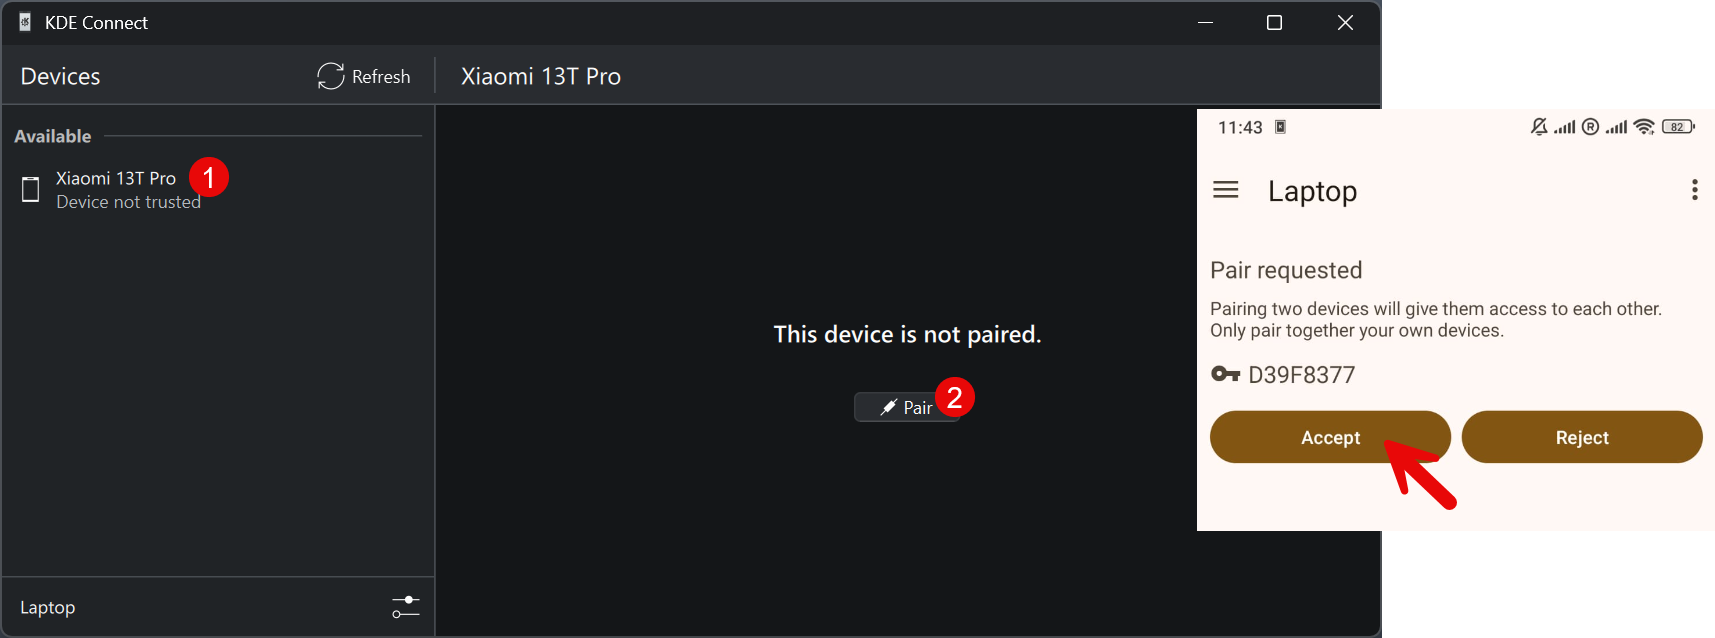 KDE Connect
Devices
Refresh
Xiaomi 13T Pro
Available
Xiaomi 13T Pro
1
Device not trusted
This device is not paired.
Pair
2
Laptop
11:43
R
82
Laptop
Pair requested
Pairing two devices will give them access to each other.
Only pair together your own devices.
D39F8377
Accept
Reject